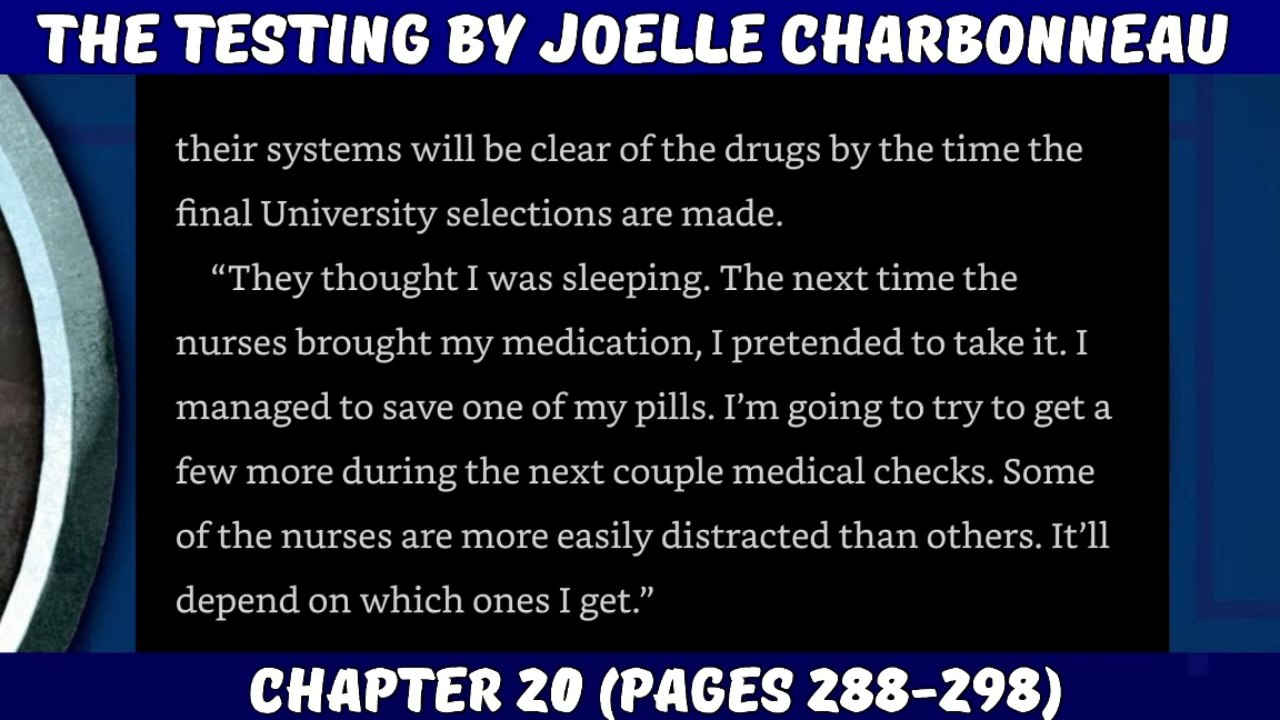 THE TESTING BY JOELLE CHARBONNEAU
their systems will be clear of the drugs by the time the
final University selections are made.
“They thought I was sleeping. The next time the
nurses brought my medication, I pretended to take it. I
managed to save one of my pills. I’m going to try to get a
few more during the next couple medical checks. Some
of the nurses are more easily distracted than others. It’ll
depend on which ones I get.”
CHAPTER 20 (PAGES 288-298)